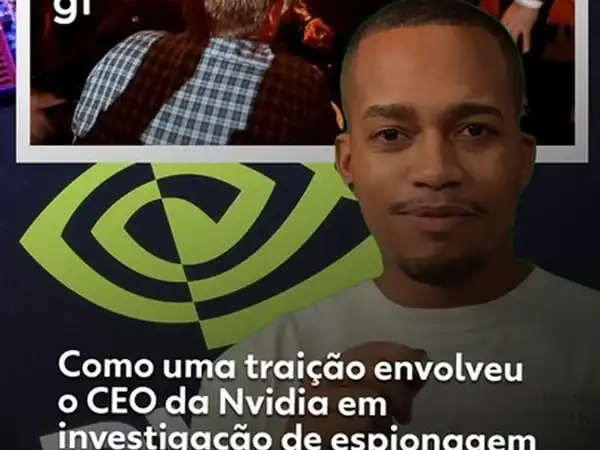 g1
Como uma traição envolveu
o CEO da Nvidia em
investigação de espionagem